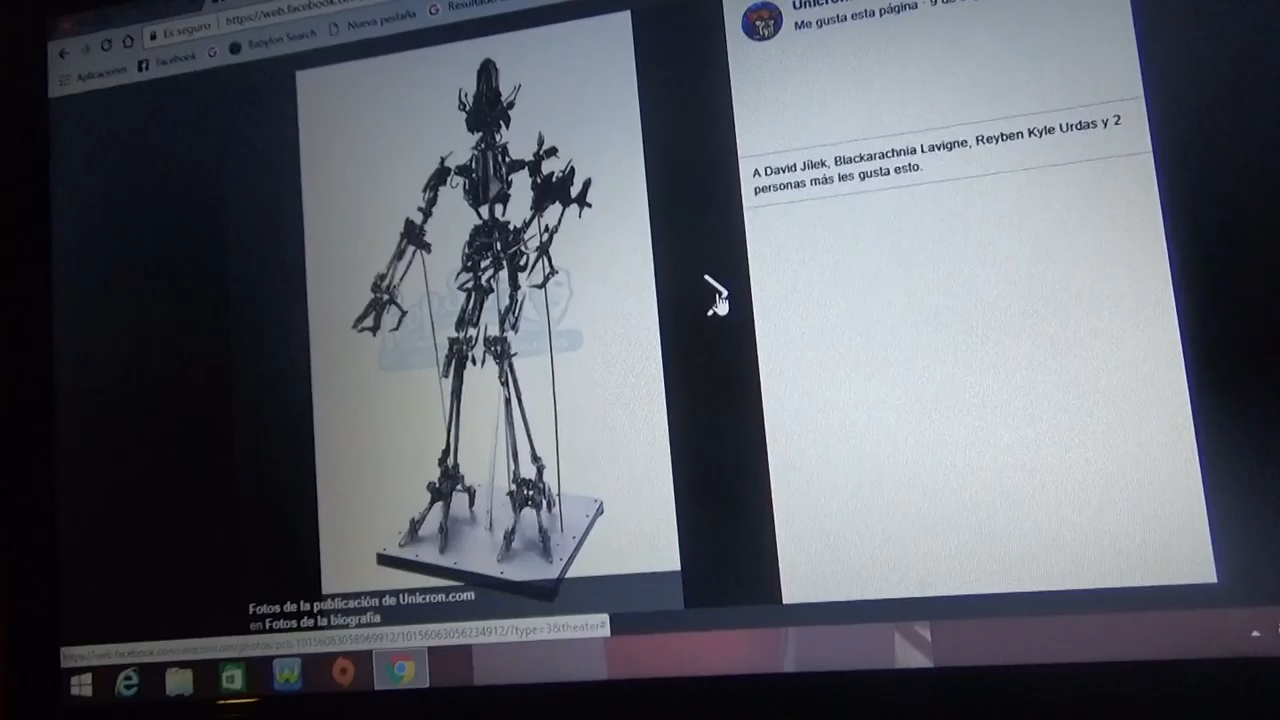 Es seguro
https://web.facebook.com
Aplicaciones
Facebook
Babylon Search
Nueva pestaña
Unicron
Me gusta esta página
A David Jílek, Blackarachnia Lavigne, Reyben Kyle Urdas y 2
personas más les gusta esto.
Fotos de la publicación de Unicron.com
en Fotos de la biografía